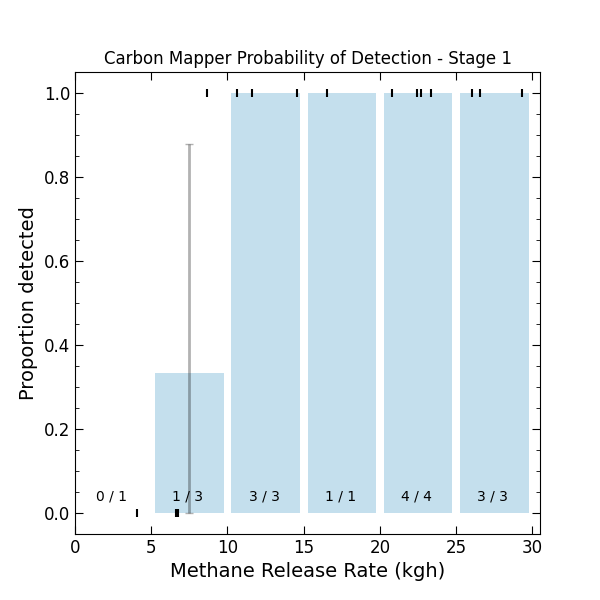 Carbon Mapper Probability of Detection - Stage 1
1.0
0.8
0.6
0.4
0.2
0.0
Proportion detected
0 / 1
1 / 3
3 / 3
1 / 1
4 / 4
3 / 3
0
5
10
15
20
25
30
Methane Release Rate (kgh)